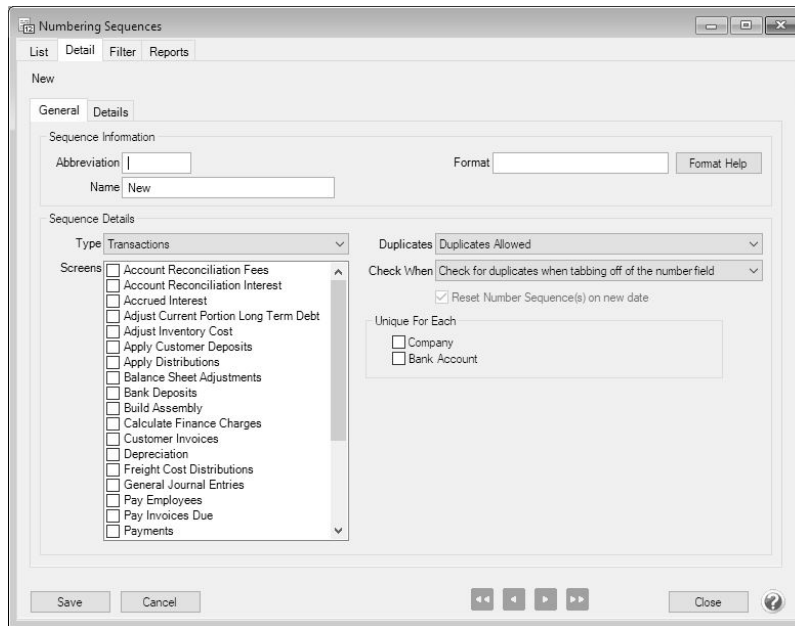 Numbering Sequences
List Detail Filter Reports
New
General Details
Sequence Information
Abbreviation Format Format Help
Name New
Sequence Details
Type Transactions Duplicates Duplicates Allowed
Screens Account Reconciliation Fees Check When Check for duplicates when tabbing off of the number field
Account Reconciliation Interest
Accrued Interest Reset Number Sequence(s) on new date
Adjust Current Portion Long Term Debt
Adjust Inventory Cost Unique For Each
Apply Customer Deposits Company
Apply Distributions Bank Account
Balance Sheet Adjustments
Bank Deposits
Build Assembly
Calculate Finance Charges
Customer Invoices
Depreciation
Freight Cost Distributions
General Journal Entries
Pay Employees
Pay Invoices Due
Payments
Save Cancel Close ?